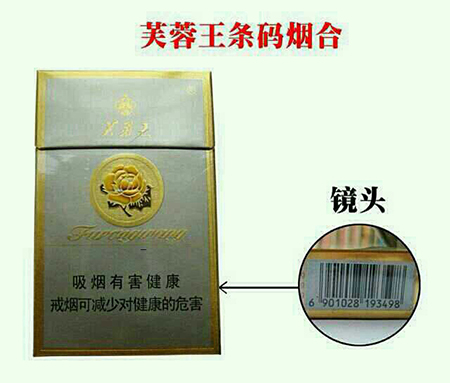 芙蓉王条码烟合
芙蓉王
Furongwang
吸烟有害健康
戒烟可减少对健康的危害
镜头
6 901028 193498